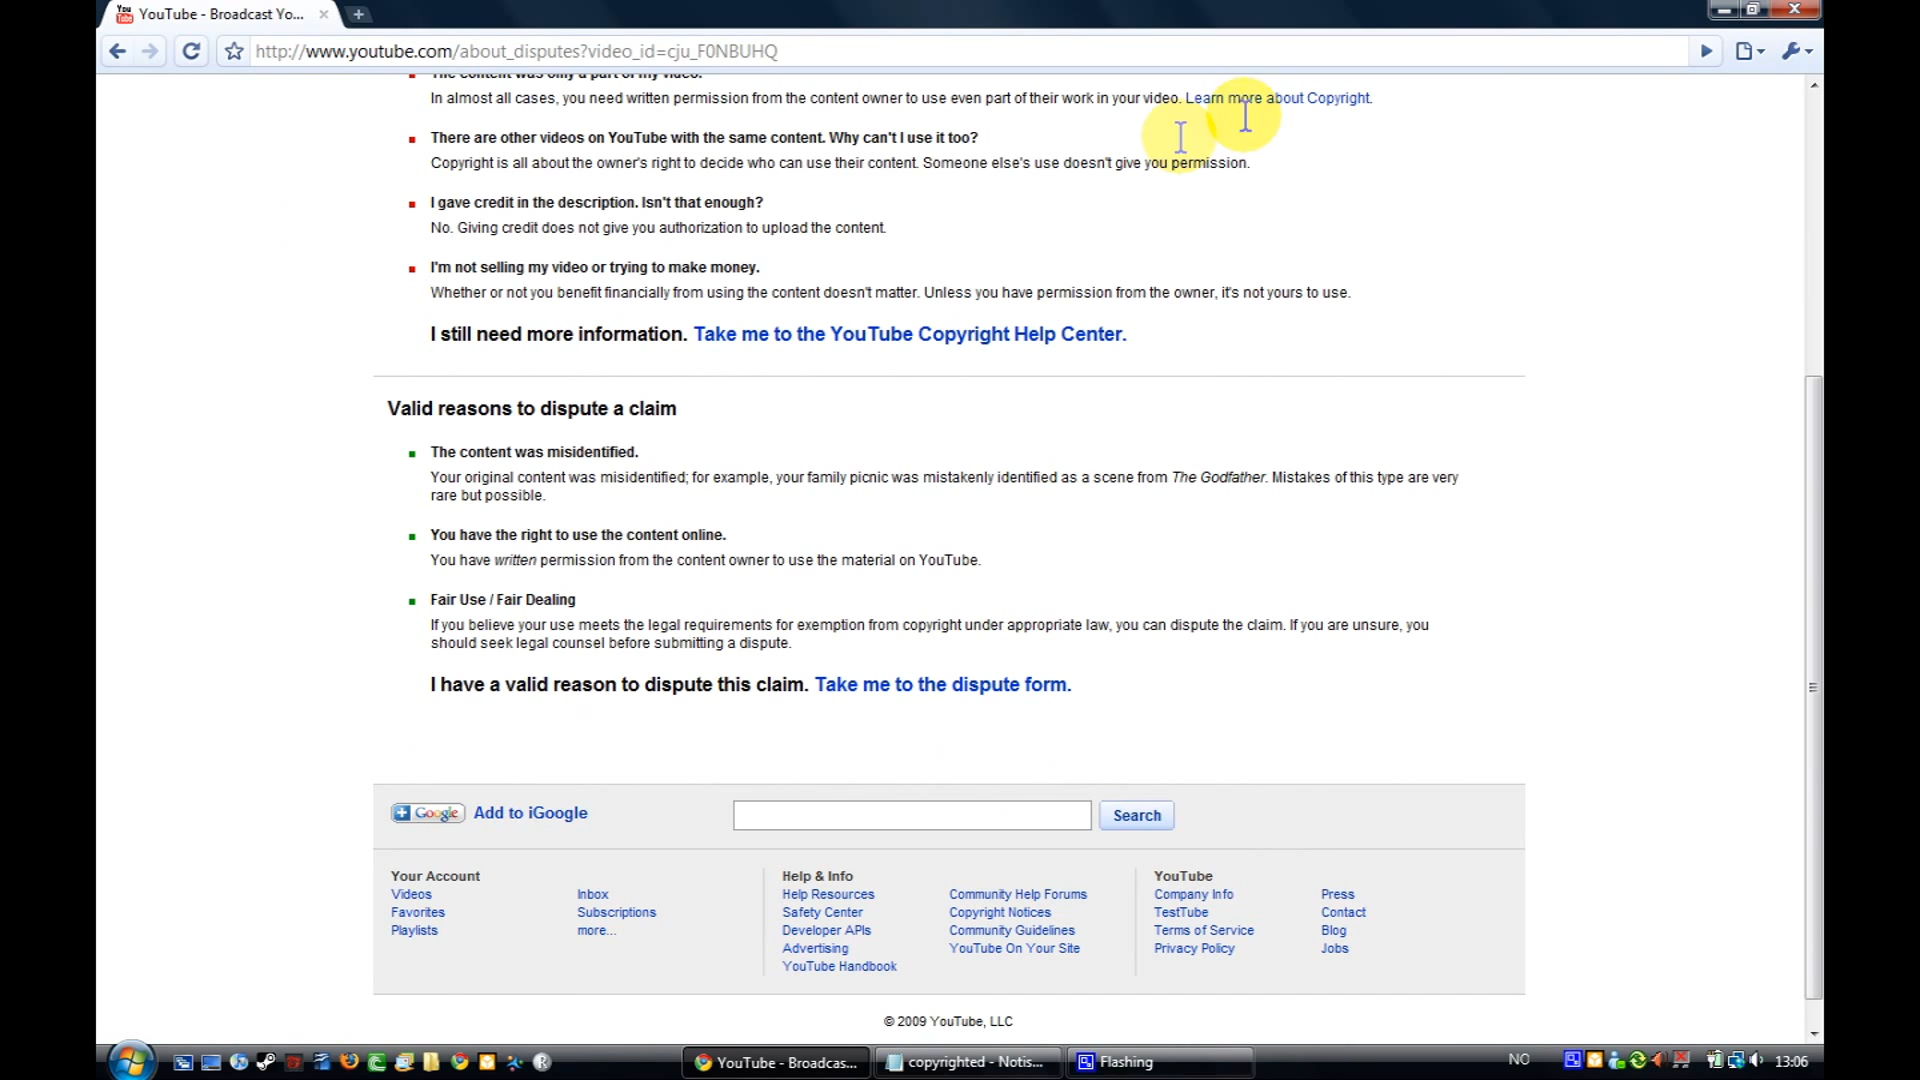 YouTube - Broadcast Yo...
http://www.youtube.com/about_disputes?video_id=cju_F0NBUHQ
The content was only a part of my video.
In almost all cases, you need written permission from the content owner to use even part of their work in your video. Learn more about Copyright.
There are other videos on YouTube with the same content. Why can't I use it too?
Copyright is all about the owner's right to decide who can use their content. Someone else's use doesn't give you permission.
I gave credit in the description. Isn't that enough?
No. Giving credit does not give you authorization to upload the content.
I'm not selling my video or trying to make money.
Whether or not you benefit financially from using the content doesn't matter. Unless you have permission from the owner, it's not yours to use.
I still need more information. Take me to the YouTube Copyright Help Center.
Valid reasons to dispute a claim
The content was misidentified.
Your original content was misidentified; for example, your family picnic was mistakenly identified as a scene from The Godfather. Mistakes of this type are very
rare but possible.
You have the right to use the content online.
You have written permission from the content owner to use the material on YouTube.
Fair Use / Fair Dealing
If you believe your use meets the legal requirements for exemption from copyright under appropriate law, you can dispute the claim. If you are unsure, you
should seek legal counsel before submitting a dispute.
I have a valid reason to dispute this claim. Take me to the dispute form.
Google Add to iGoogle Search
Your Account
Videos Inbox
Favorites Subscriptions
Playlists more...
Help & Info
Help Resources Community Help Forums
Safety Center Copyright Notices
Developer APIs Community Guidelines
Advertising YouTube On Your Site
YouTube Handbook
YouTube
Company Info Press
TestTube Contact
Terms of Service Blog
Privacy Policy Jobs
© 2009 YouTube, LLC
YouTube - Broadcas... copyrighted - Notis... Flashing NO 13:06